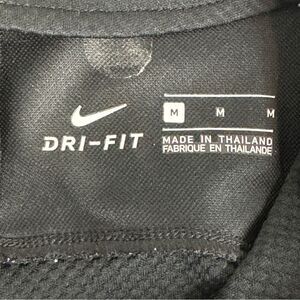 M M M
DRI-FIT
MADE IN THAILAND
FABRIQUE EN THAILANDE